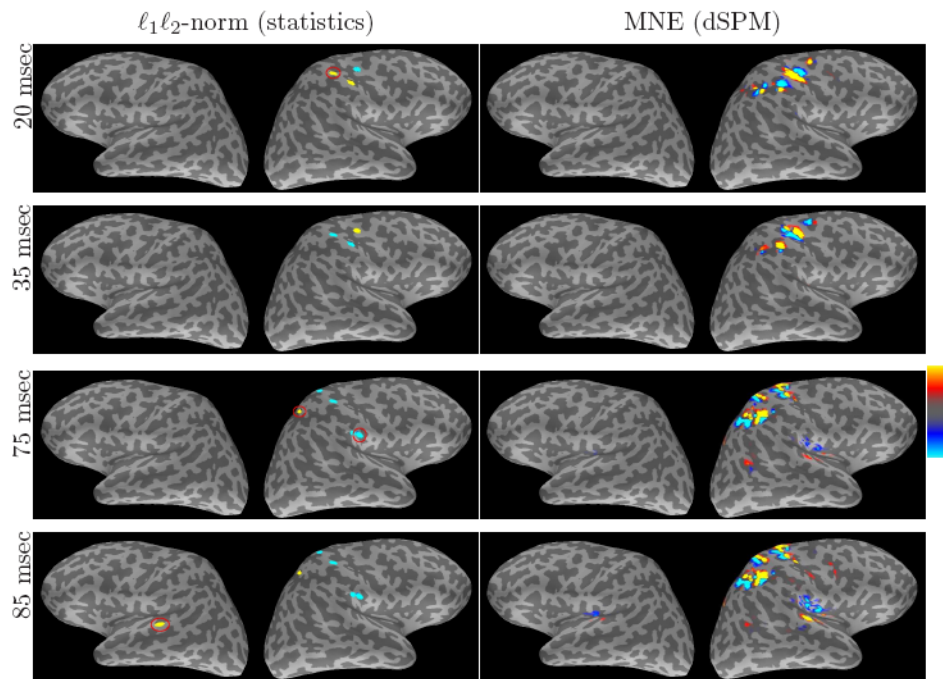 ℓ₁ℓ₂-norm (statistics)
MNE (dSPM)
20 msec
35 msec
75 msec
85 msec